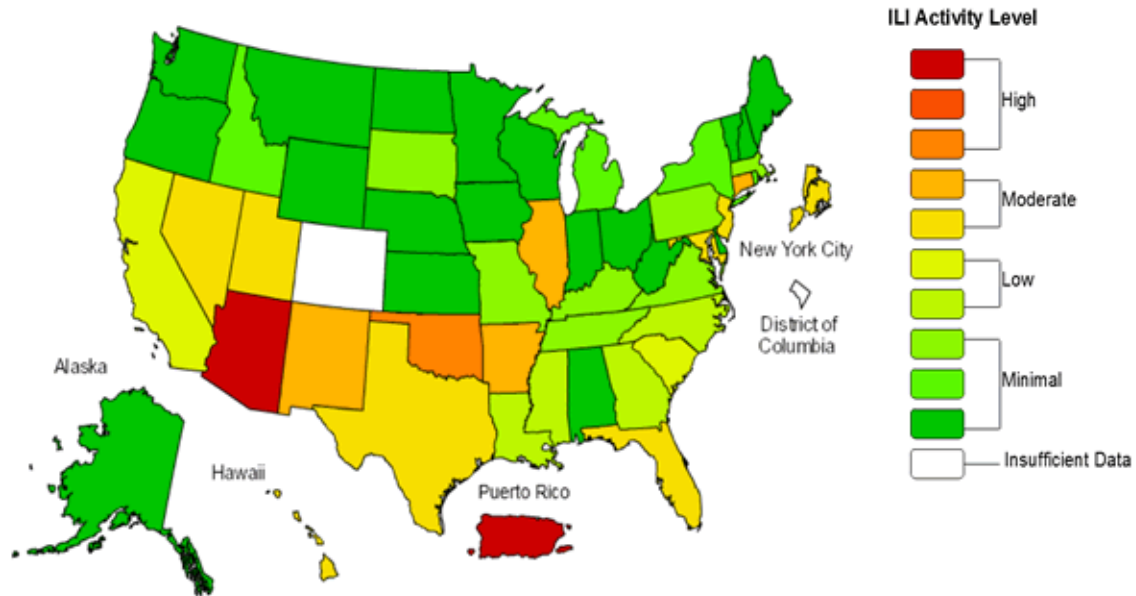 ILI Activity Level
High
Moderate
New York City
Low
District of
Columbia
Alaska
Minimal
Insufficient Data
Hawaii
Puerto Rico